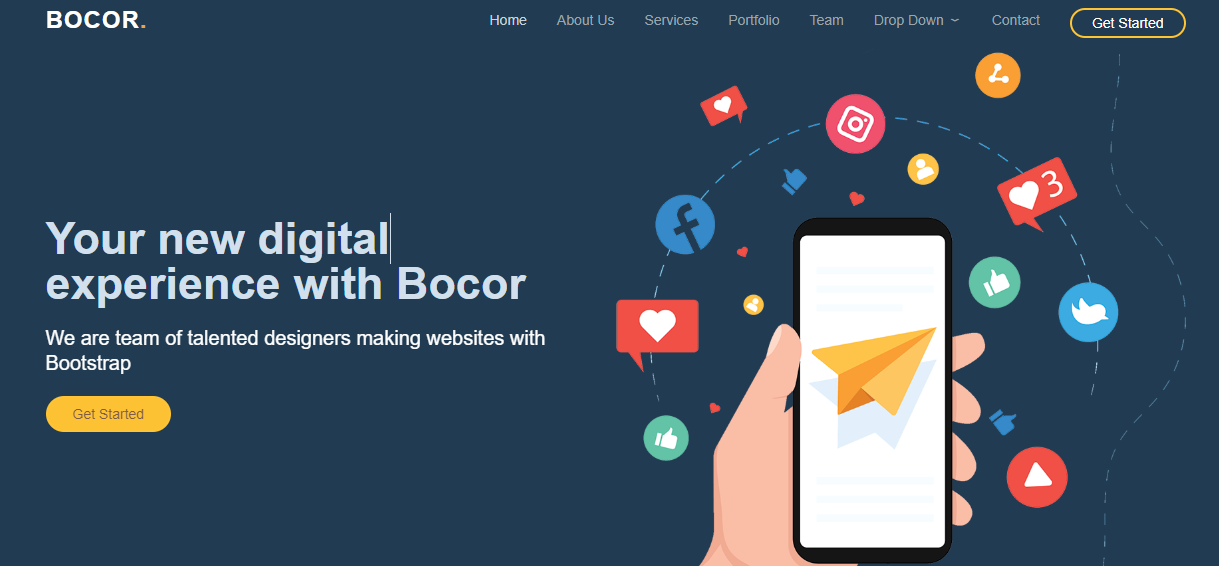 BOCOR.
Home About Us Services Portfolio Team Drop Down Contact Get Started
3
Your new digital
experience with Bocor
We are team of talented designers making websites with
Bootstrap
Get Started